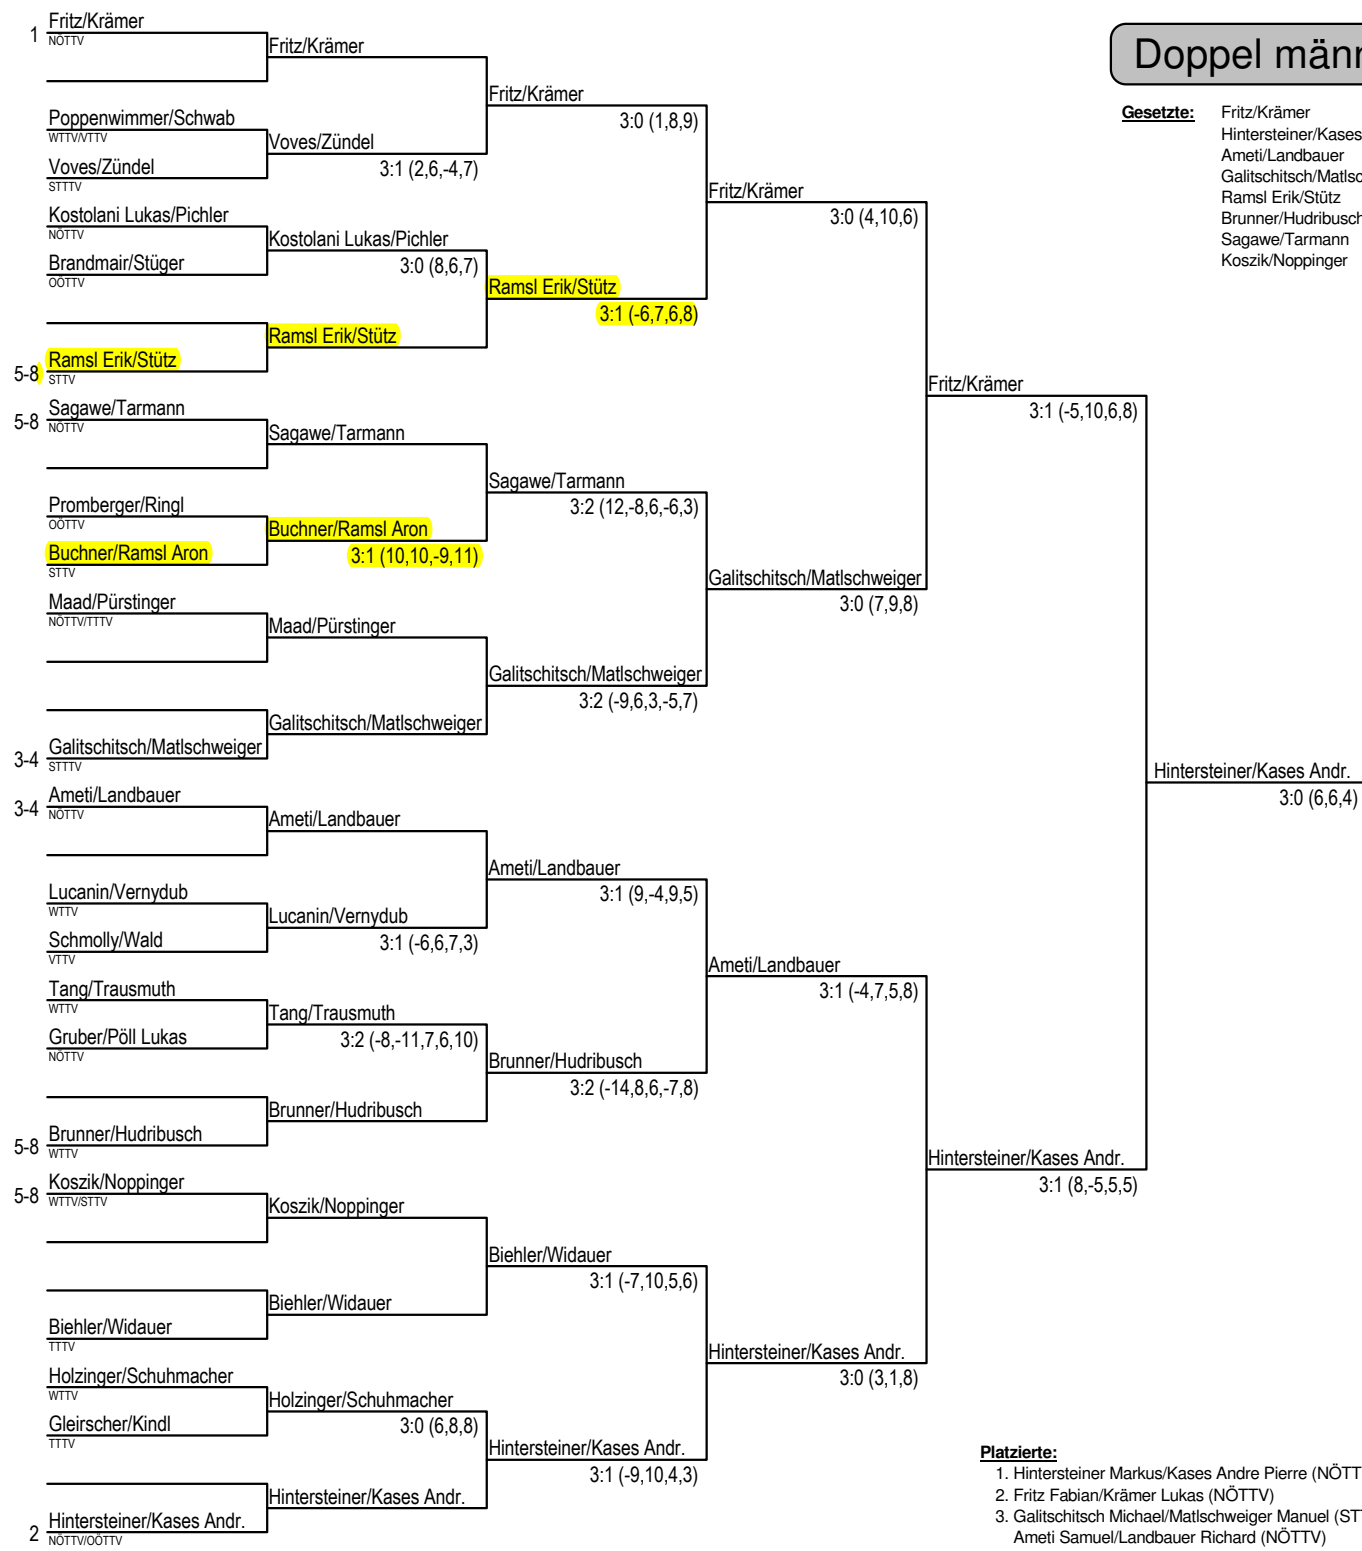 Fritz/Krämer
1
NÖTTV
Fritz/Krämer
Doppel männ
Fritz/Krämer
3:0 (1,8,9)
Gesetzte: Fritz/Krämer
Hintersteiner/Kases
Ameti/Landbauer
Galitschitsch/Matlsc
Ramsl Erik/Stütz
Brunner/Hudribusch
Sagawe/Tarmann
Koszik/Noppinger
Poppenwimmer/Schwab
WTTV/VTTV
Voves/Zündel
3:1 (2,6,-4,7)
Voves/Zündel
STTTV
Fritz/Krämer
3:0 (4,10,6)
Kostolani Lukas/Pichler
NÖTTV
Kostolani Lukas/Pichler
3:0 (8,6,7)
Brandmair/Stüger
OÖTTV
Ramsl Erik/Stütz
3:1 (-6,7,6,8)
Ramsl Erik/Stütz
Ramsl Erik/Stütz
5-8
STTV
Fritz/Krämer
3:1 (-5,10,6,8)
Sagawe/Tarmann
5-8
NÖTTV
Sagawe/Tarmann
Sagawe/Tarmann
3:2 (12,-8,6,-6,3)
Promberger/Ringl
OÖTTV
Buchner/Ramsl Aron
3:1 (10,10,-9,11)
Buchner/Ramsl Aron
STTV
Galitschitsch/Matlschweiger
3:0 (7,9,8)
Maad/Pürstinger
NÖTTV/TTTV
Maad/Pürstinger
Galitschitsch/Matlschweiger
3:2 (-9,6,3,-5,7)
Galitschitsch/Matlschweiger
Galitschitsch/Matlschweiger
3-4
STTTV
Hintersteiner/Kases Andr.
3:0 (6,6,4)
Ameti/Landbauer
3-4
NÖTTV
Ameti/Landbauer
Ameti/Landbauer
3:1 (9,-4,9,5)
Lucanin/Vernydub
WTTV
Lucanin/Vernydub
3:1 (-6,6,7,3)
Schmolly/Wald
VTTV
Ameti/Landbauer
3:1 (-4,7,5,8)
Tang/Trausmuth
WTTV
Tang/Trausmuth
3:2 (-8,-11,7,6,10)
Gruber/Pöll Lukas
NÖTTV
Brunner/Hudribusch
3:2 (-14,8,6,-7,8)
Brunner/Hudribusch
Brunner/Hudribusch
5-8
WTTV
Hintersteiner/Kases Andr.
3:1 (8,-5,5,5)
Koszik/Noppinger
5-8
WTTV/STTV
Koszik/Noppinger
Biehler/Widauer
3:1 (-7,10,5,6)
Biehler/Widauer
Biehler/Widauer
TTTV
Hintersteiner/Kases Andr.
3:0 (3,1,8)
Holzinger/Schuhmacher
WTTV
Holzinger/Schuhmacher
3:0 (6,8,8)
Gleirscher/Kindl
TTTV
Hintersteiner/Kases Andr.
3:1 (-9,10,4,3)
Hintersteiner/Kases Andr.
Hintersteiner/Kases Andr.
2
NÖTTV/OÖTTV
Platzierte:
1. Hintersteiner Markus/Kases Andre Pierre (NÖTT
2. Fritz Fabian/Krämer Lukas (NÖTTV)
3. Galitschitsch Michael/Matlschweiger Manuel (STT
Ameti Samuel/Landbauer Richard (NÖTTV)